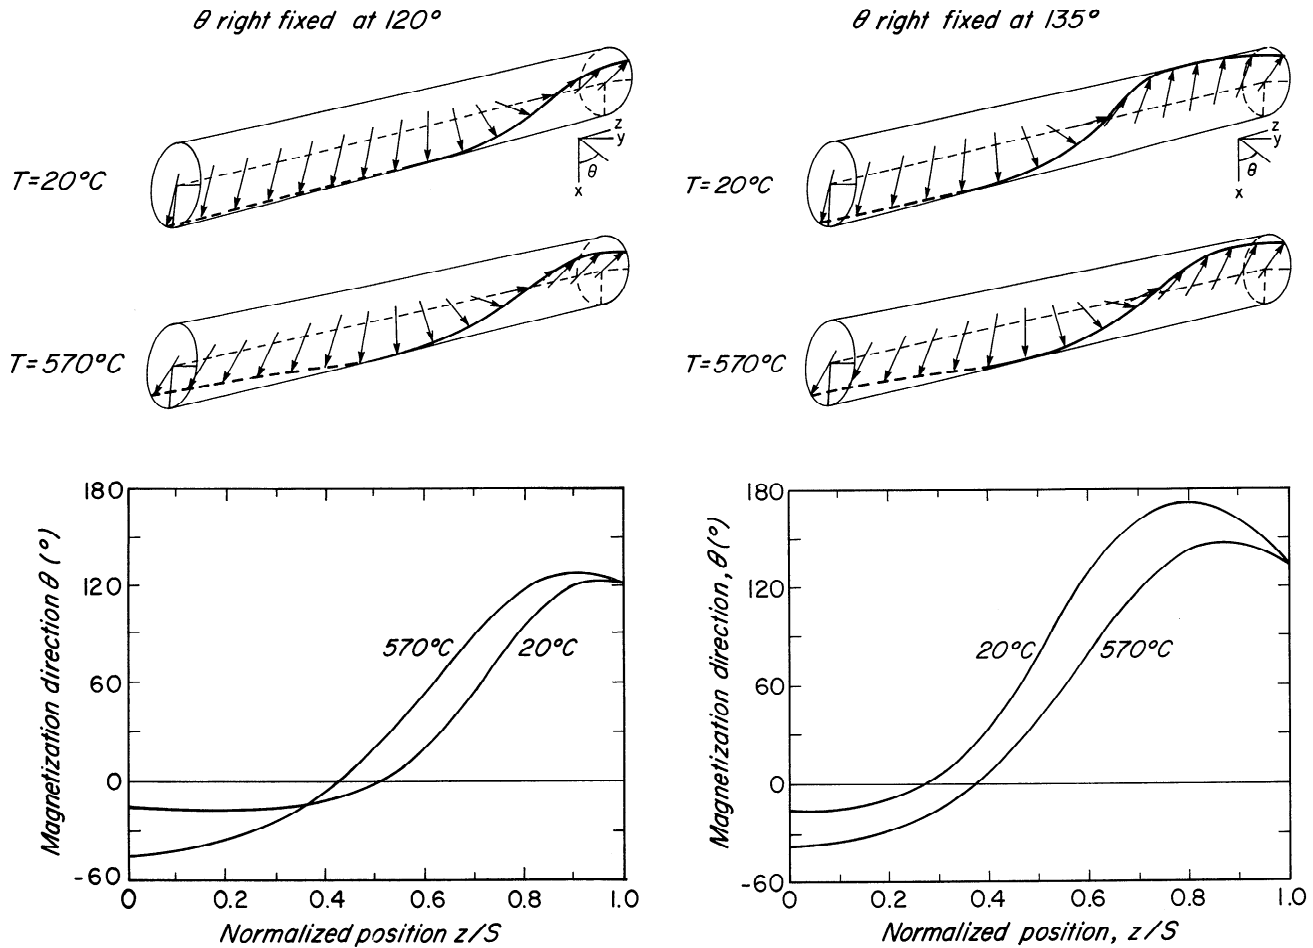 θ right fixed at 120°
θ right fixed at 135°
T=20°C
z
y
θ
x
T=20°C
z
y
θ
x
T=570°C
T=570°C
180
120
60
0
-60
Magnetization direction θ (°)
570°C
20°C
0
0.2
0.4
0.6
0.8
1.0
Normalized position z/S
180
120
60
0
-60
Magnetization direction, θ(°)
20°C
570°C
0
0.2
0.4
0.6
0.8
1.0
Normalized position, z/S